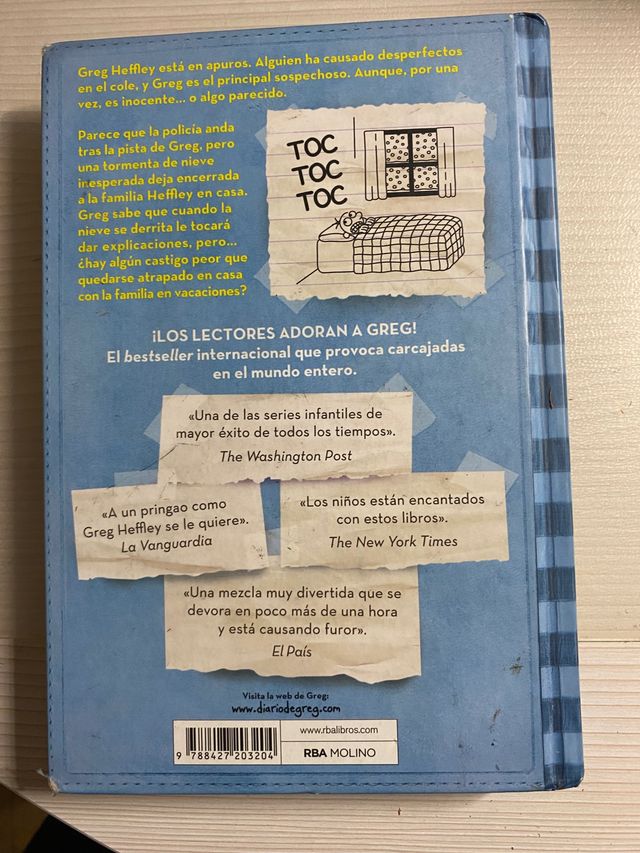 Greg Heffley está en apuros. Alguien ha causado desperfectos
en el cole, y Greg es el principal sospechoso. Aunque, por una
vez, es inocente... o algo parecido.
Parece que la policía anda
tras la pista de Greg, pero
una tormenta de nieve
inesperada deja encerrada
a la familia Heffley en casa.
Greg sabe que cuando la
nieve se derrita le tocará
dar explicaciones, pero...
¿hay algún castigo peor que
quedarse atrapado en casa
con la familia en vacaciones?
TOC
TOC
TOC
¡LOS LECTORES ADORAN A GREG!
El bestseller internacional que provoca carcajadas
en el mundo entero.
«Una de las series infantiles de
mayor éxito de todos los tiempos».
The Washington Post
«A un pringao como
Greg Heffley se le quiere».
La Vanguardia
«Los niños están encantados
con estos libros».
The New York Times
«Una mezcla muy divertida que se
devora en poco más de una hora
y está causando furor».
El País
Visita la web de Greg:
www.diariodegreg.com
www.rbalibros.com
RBA MOLINO
9 788427 203204